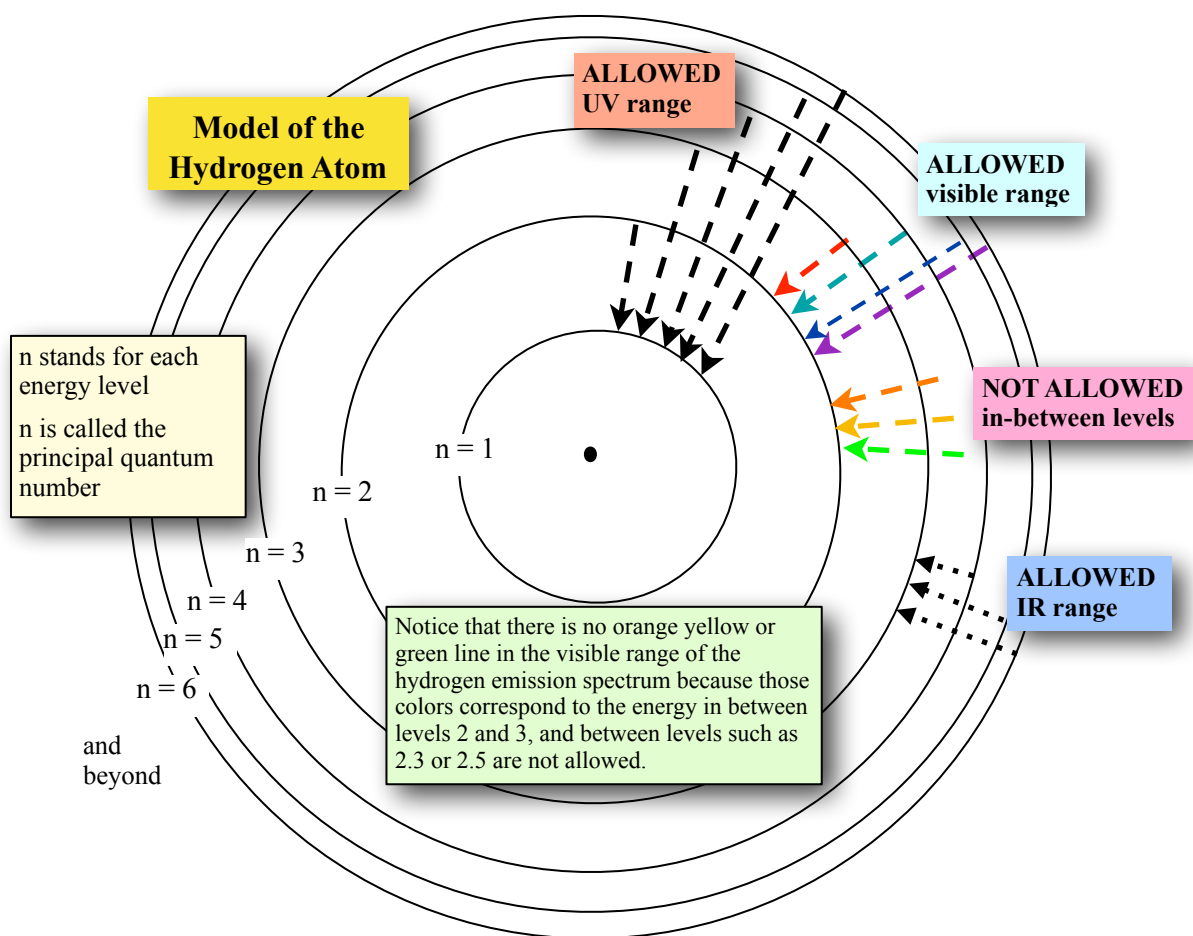 Model of the
Hydrogen Atom
ALLOWED
UV range
ALLOWED
visible range
n stands for each
energy level
n is called the
principal quantum
number
NOT ALLOWED
in-between levels
n = 1
n = 2
n = 3
n = 4
n = 5
n = 6
and
beyond
ALLOWED
IR range
Notice that there is no orange yellow or
green line in the visible range of the
hydrogen emission spectrum because those
colors correspond to the energy in between
levels 2 and 3, and between levels such as
2.3 or 2.5 are not allowed.